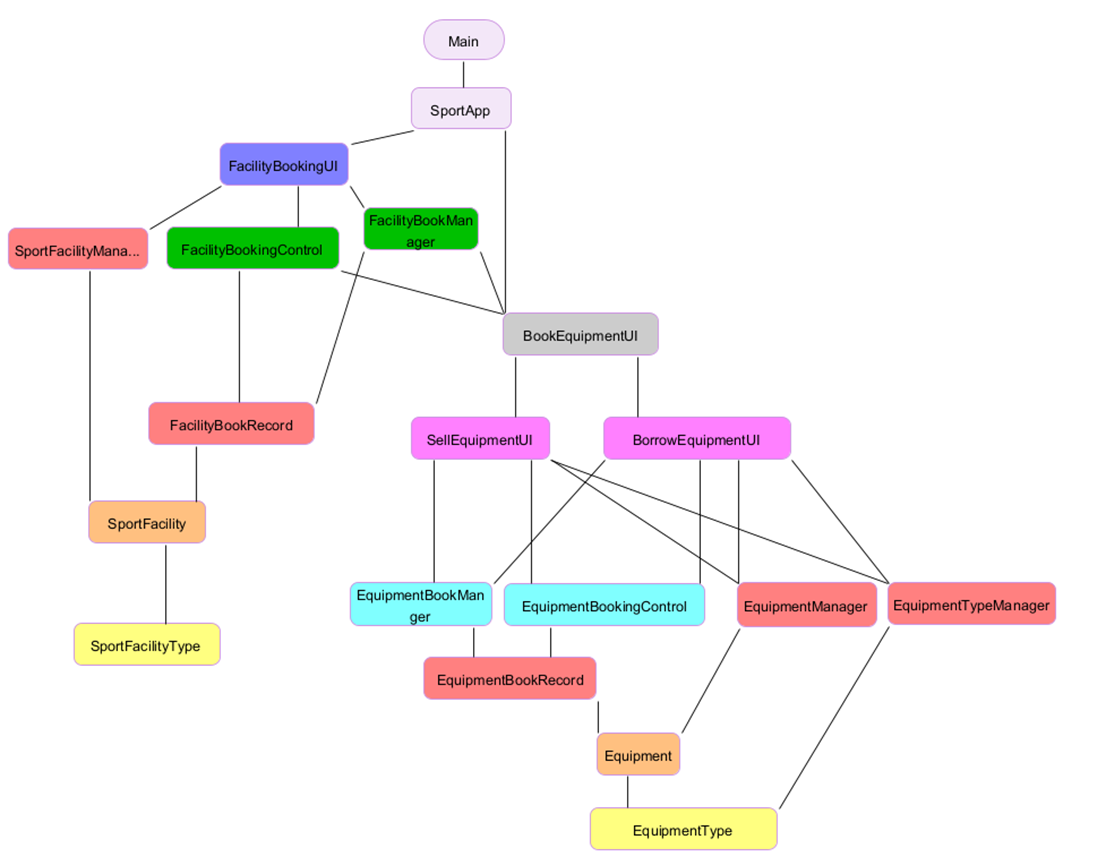 Main
SportApp
FacilityBookingUI
FacilityBookMan
ager
SportFacilityMana...
FacilityBookingControl
BookEquipmentUI
FacilityBookRecord
SellEquipmentUI
BorrowEquipmentUI
SportFacility
EquipmentBookMan
ger
EquipmentBookingControl
EquipmentManager
EquipmentTypeManager
SportFacilityType
EquipmentBookRecord
Equipment
EquipmentType